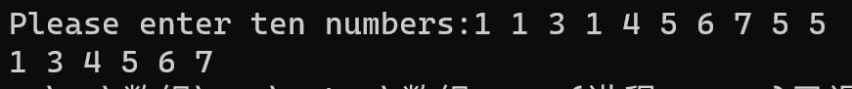 Please enter ten numbers:1 1 3 1 4 5 6 7 5 5
1 3 4 5 6 7